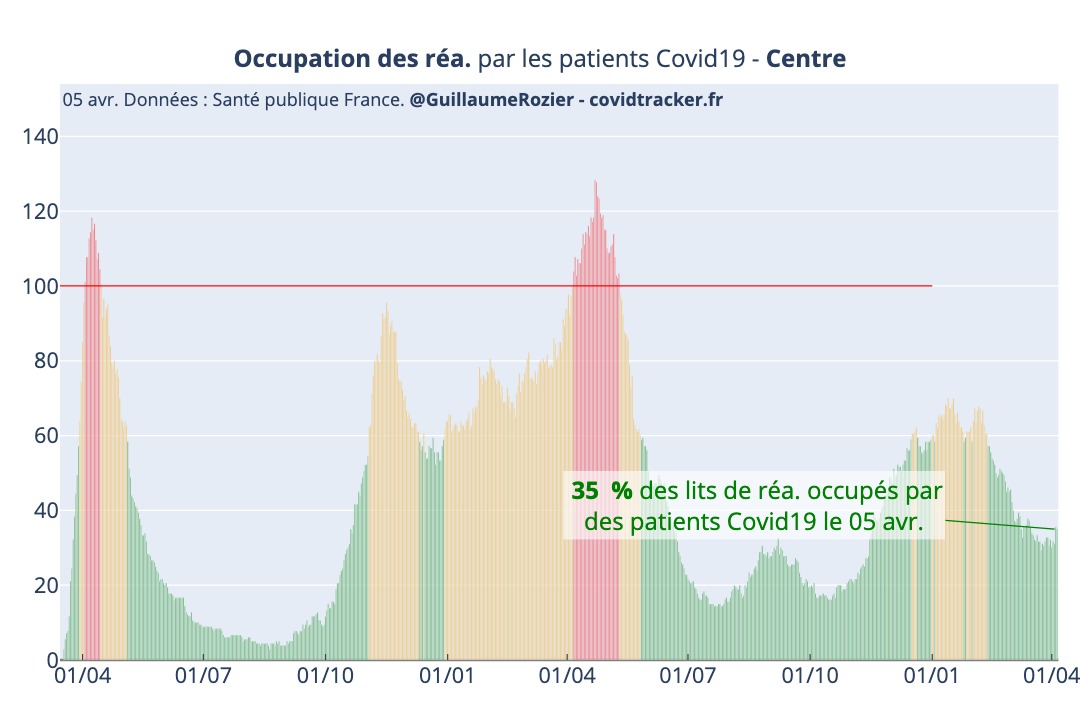 Occupation des réa. par les patients Covid19 - Centre
05 avr. Données : Santé publique France. @GuillaumeRozier - covidtracker.fr
140
120
100
80
60
40
20
0
35 % des lits de réa. occupés par
des patients Covid19 le 05 avr.
01/04 01/07 01/10 01/01 01/04 01/07 01/10 01/01 01/04